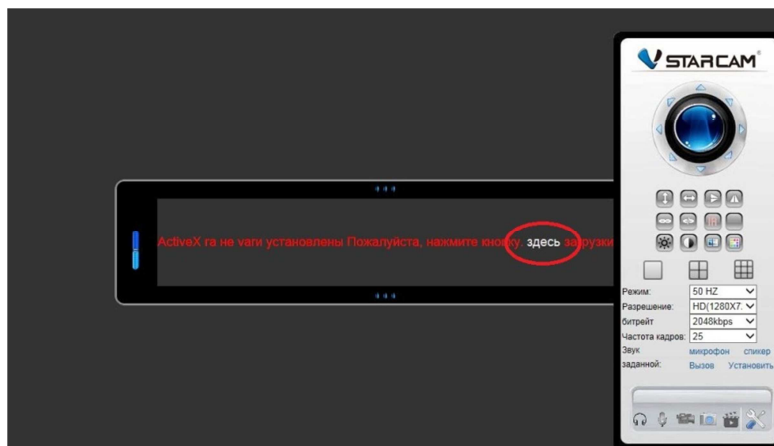 VSTARCAM®
ActiveX га не vaги установлены Пожалуйста, нажмите кнопку. здесь загрузки
Режим: 50 HZ
Разрешение: HD(1280X7:
битрейт 2048kbps
Частота кадров: 25
Звук микрофон спикер
заданной: Вызов Установить